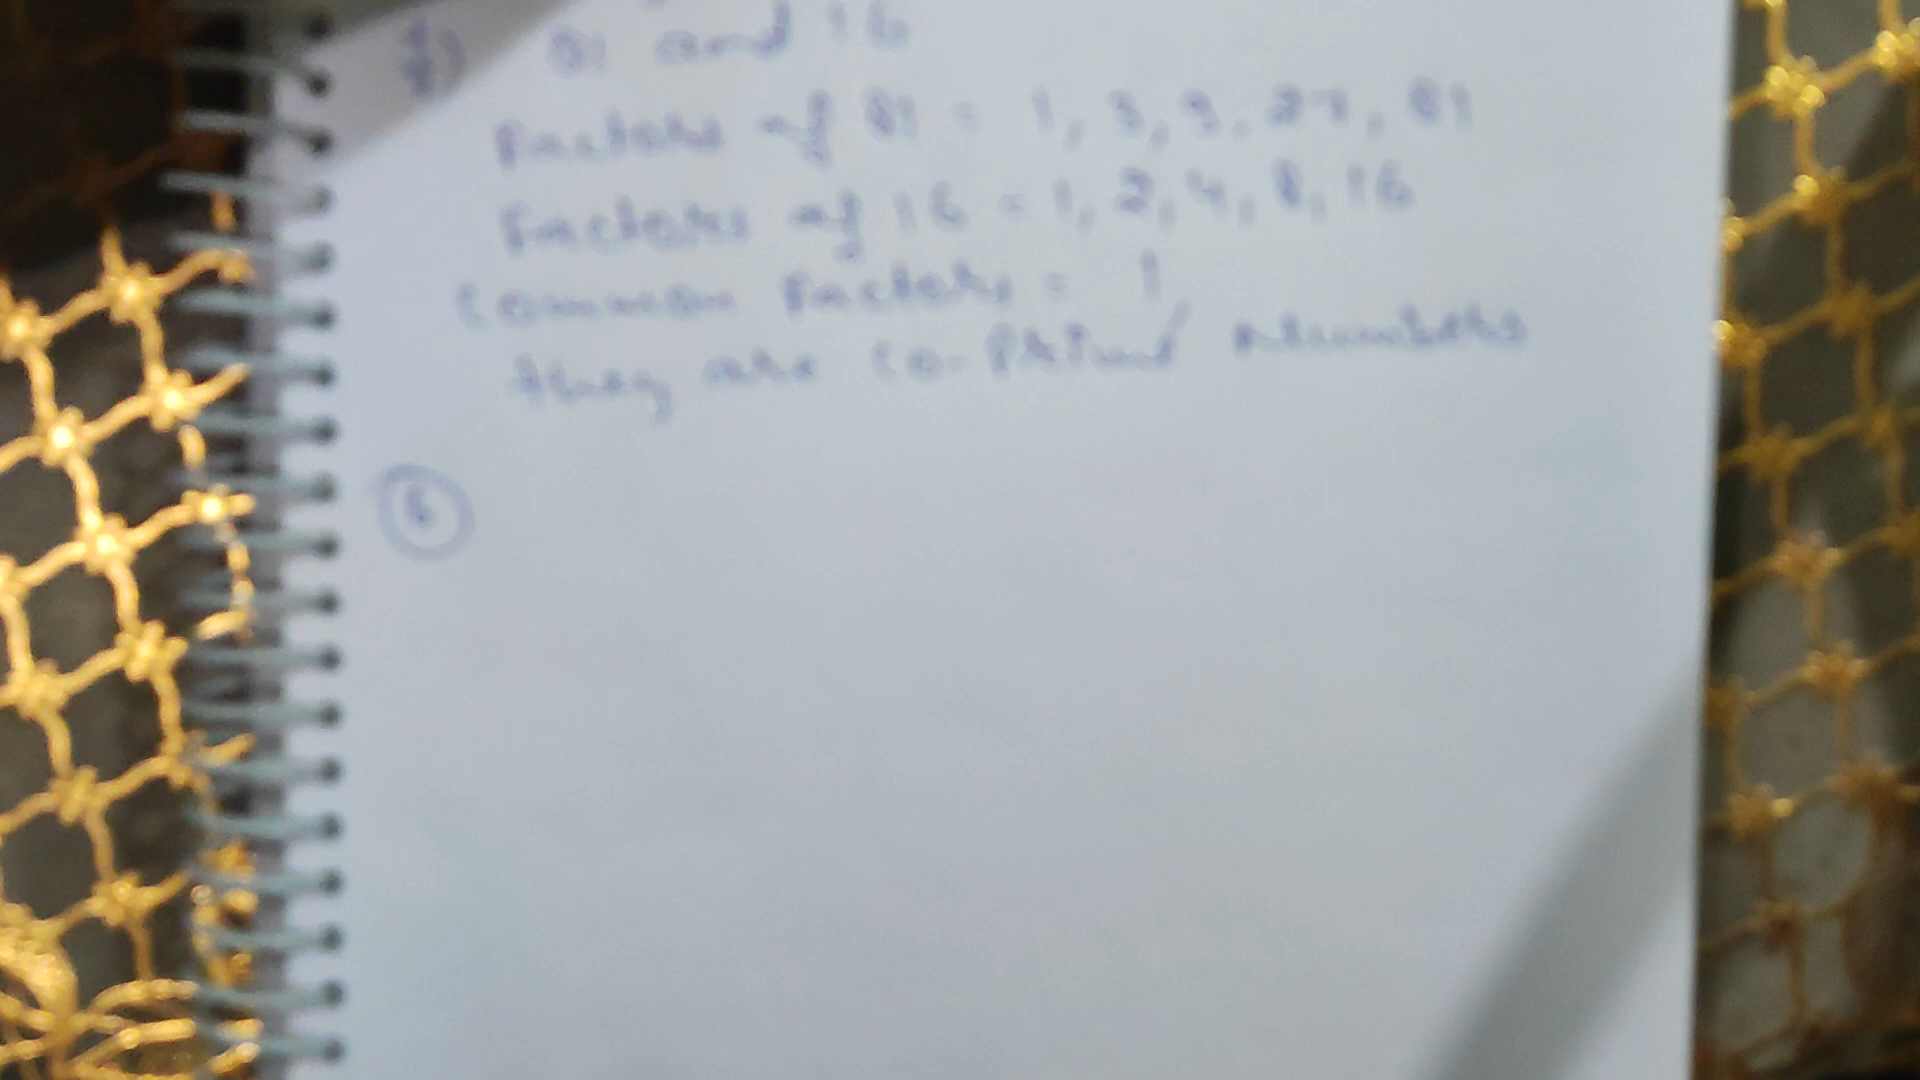 f) 81 and 16
Factors of 81 = 1, 3, 9, 27, 81
Factors of 16 = 1, 2, 4, 8, 16
Common Factors = 1,
they are co-prime numbers
6